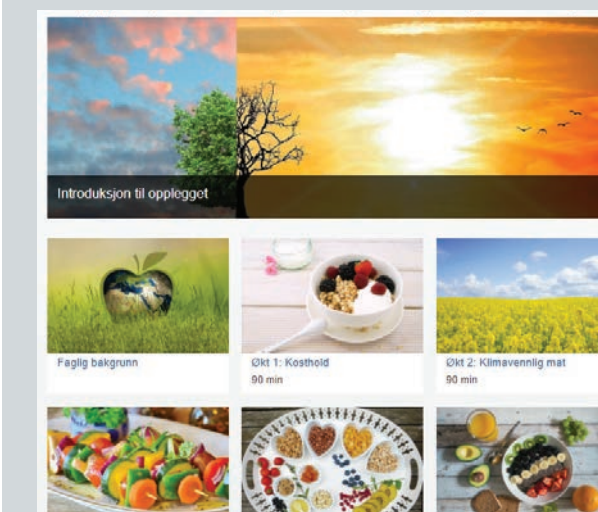 Introduksjon til opplegget
Faglig bakgrunn
Økt 1: Kosthold
90 min
Økt 2: Klimavennlig mat
90 min